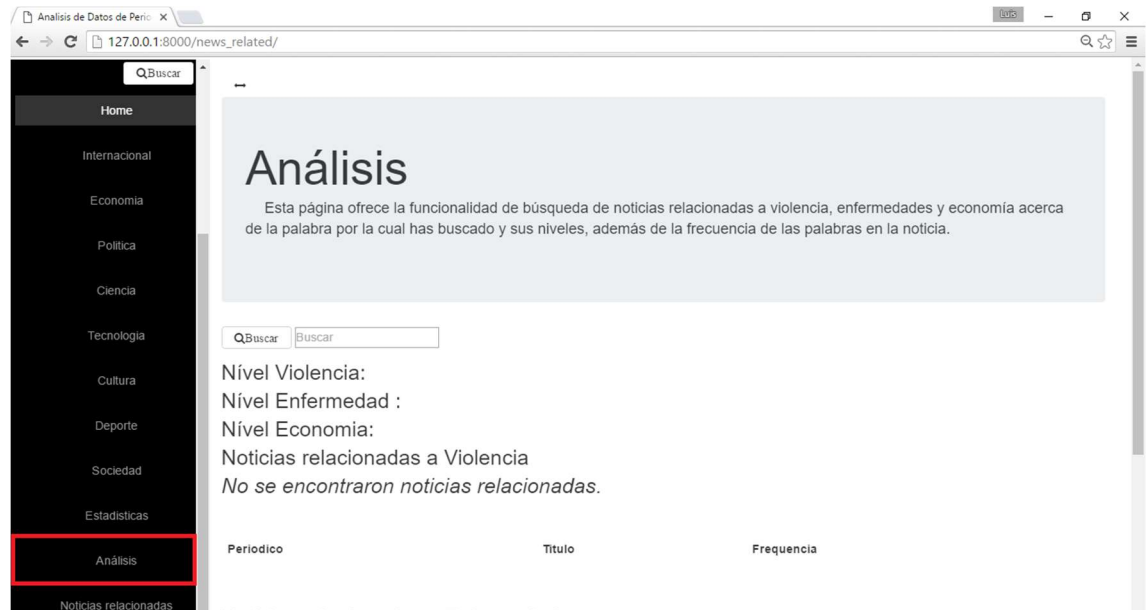 Analisis de Datos de Perio
Luis
127.0.0.1:8000/news_related/
Buscar
Home
Internacional
Economia
Politica
Ciencia
Tecnologia
Cultura
Deporte
Sociedad
Estadisticas
Análisis
Noticias relacionadas
Análisis
Esta página ofrece la funcionalidad de búsqueda de noticias relacionadas a violencia, enfermedades y economía acerca
de la palabra por la cual has buscado y sus niveles, además de la frecuencia de las palabras en la noticia.
Buscar Buscar
Nível Violencia:
Nível Enfermedad :
Nível Economia:
Noticias relacionadas a Violencia
No se encontraron noticias relacionadas.
Periodico Titulo Frequencia